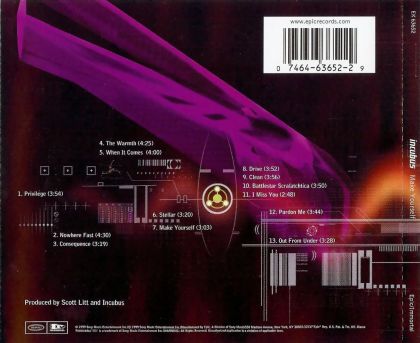 www.epicrecords.com
0 74646-3652-2 9
EK 63652
incubus Make Yourself
Epic/Immortal
4. The Warmth (4:25)
5. When It Comes (4:00)
1. Privilege (3:54)
2. Nowhere Fast (4:30)
3. Consequence (3:19)
6. Stellar (3:20)
7. Make Yourself (3:03)
8. Drive (3:52)
9. Clean (3:56)
10. Battlestar Scralatchtica (3:50)
11. I Miss You (2:48)
12. Pardon Me (3:44)
13. Out From Under (3:28)
Produced by Scott Litt and Incubus